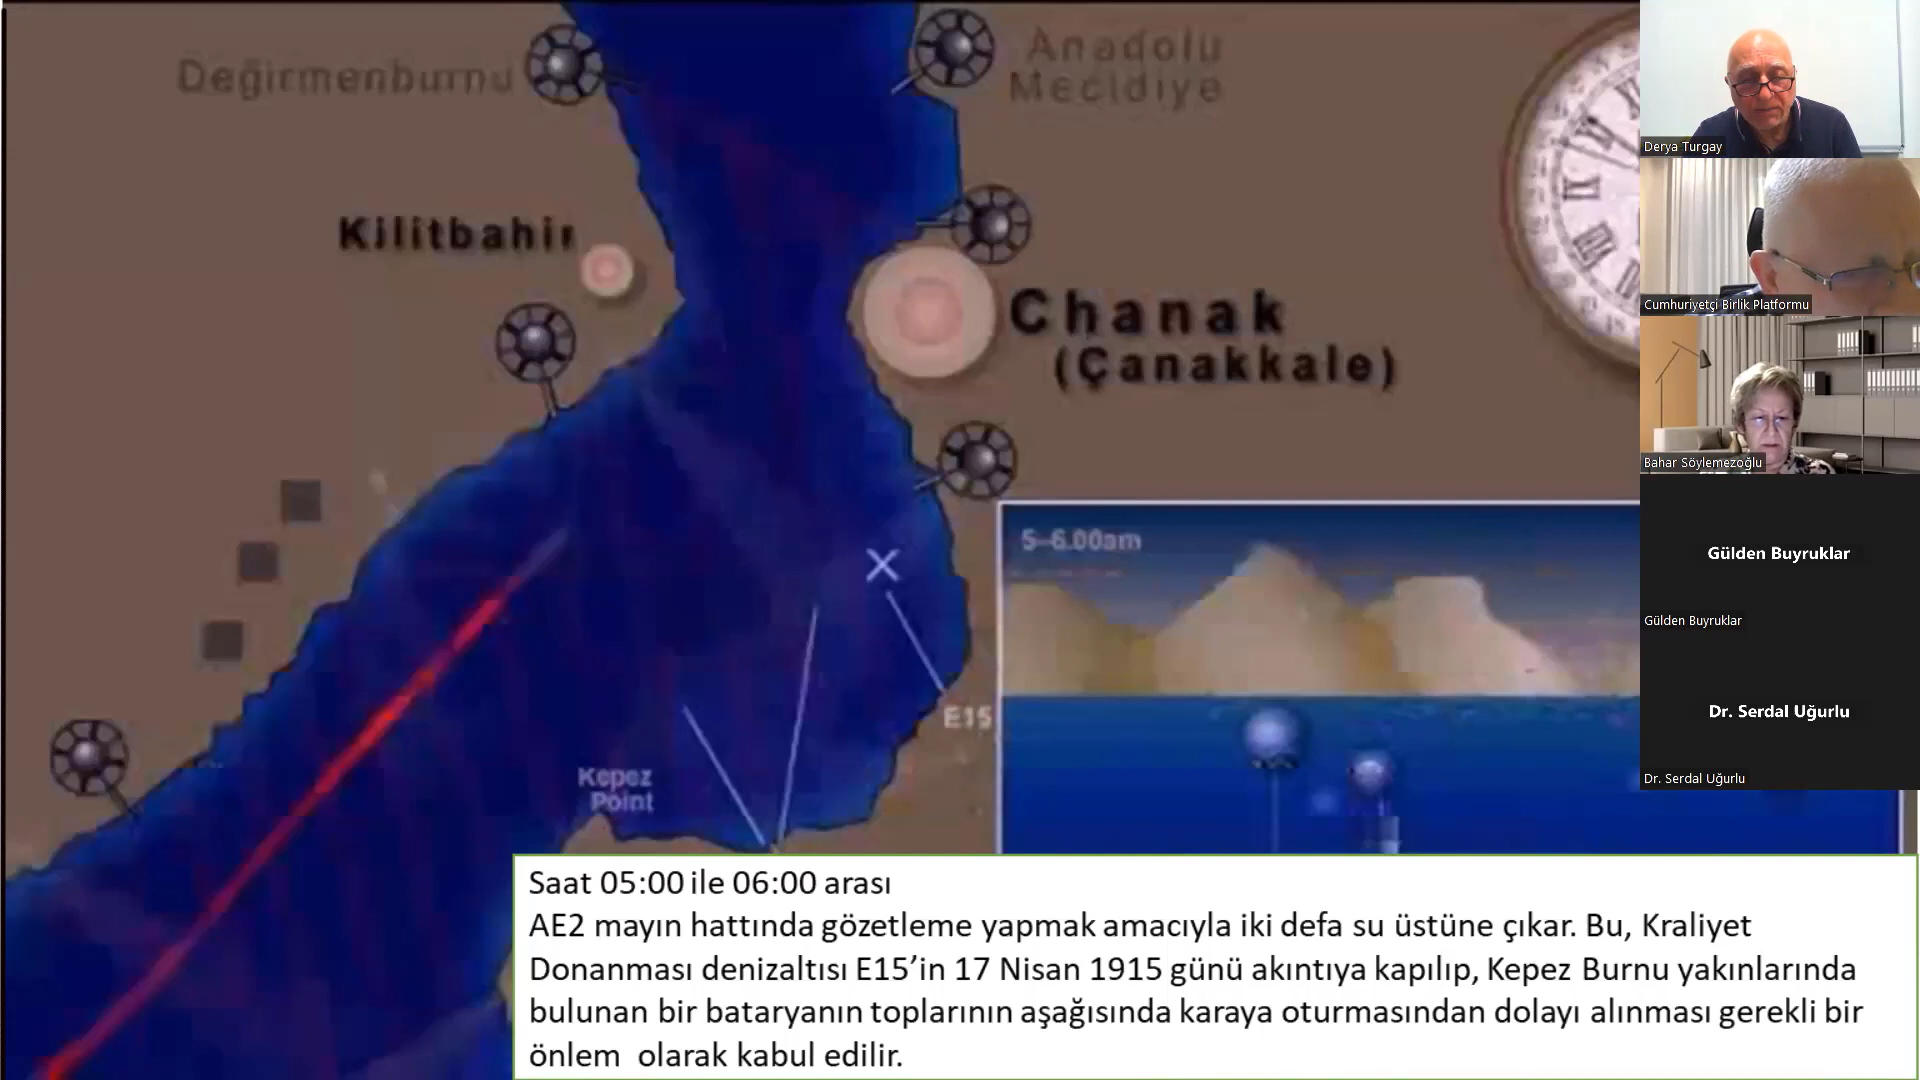 Değirmenburnu
Anadolu
Mecidiye
Kilitbahir
Chanak
(Çanakkale)
5–6.00am
E15
Kepez
Point
Saat 05:00 ile 06:00 arası
AE2 mayın hattında gözetleme yapmak amacıyla iki defa su üstüne çıkar. Bu, Kraliyet
Donanması denizaltısı E15’in 17 Nisan 1915 günü akıntıya kapılıp, Kepez Burnu yakınlarında
bulunan bir bataryanın toplarının aşağısında karaya oturmasından dolayı alınması gerekli bir
önlem  olarak kabul edilir.
Derya Turgay
Cumhuriyetçi Birlik Platformu
Bahar Söylemezoğlu
Gülden Buyruklar
Gülden Buyruklar
Dr. Serdal Uğurlu
Dr. Serdal Uğurlu